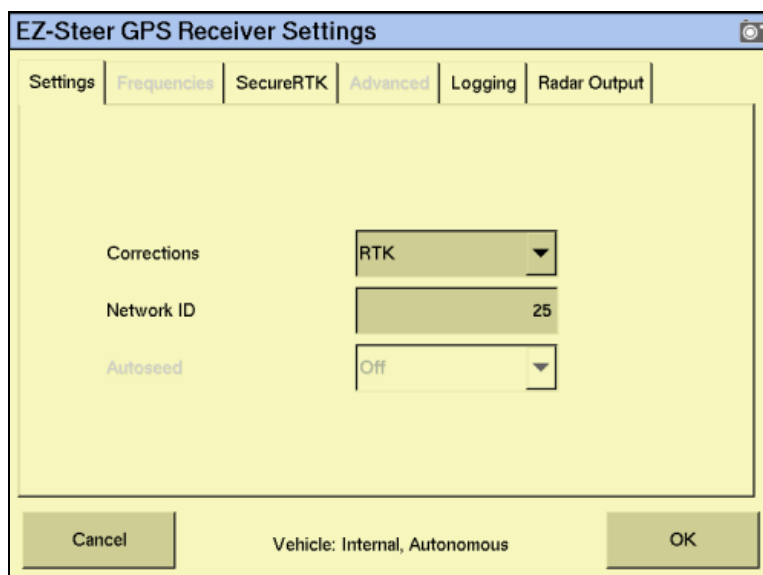 EZ-Steer GPS Receiver Settings
Settings Frequencies SecureRTK Advanced Logging Radar Output
Corrections RTK
Network ID 25
Autoseed Off
Cancel Vehicle: Internal, Autonomous OK